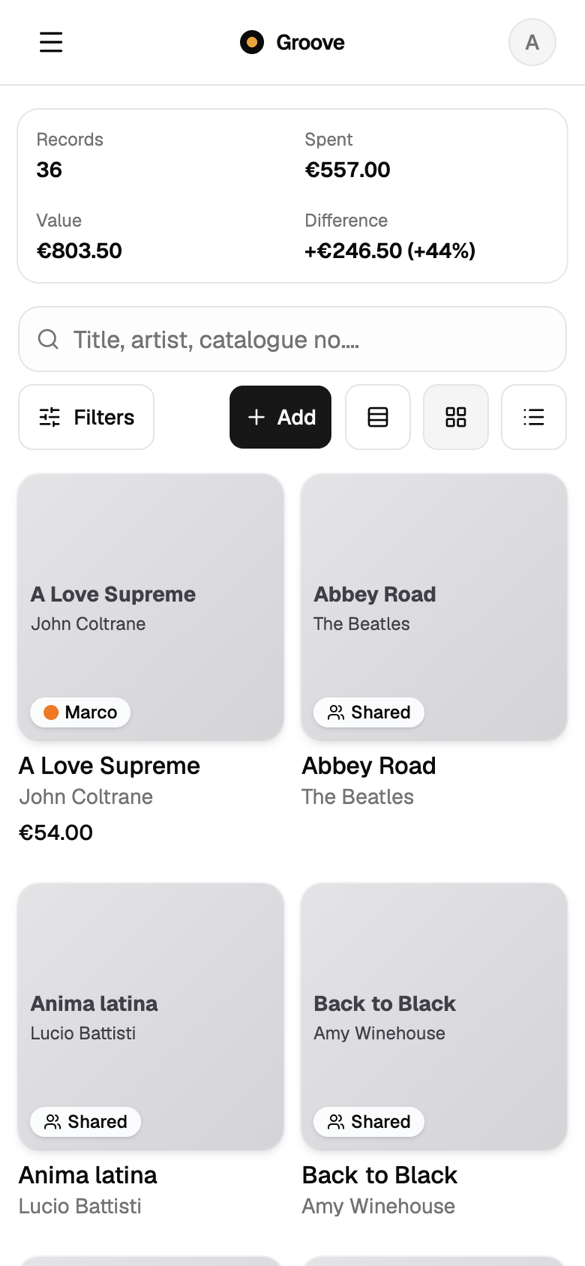 Groove
A
Records
36
Spent
€557.00
Value
€803.50
Difference
+€246.50 (+44%)
Title, artist, catalogue no....
Filters
Add
A Love Supreme
John Coltrane
Marco
A Love Supreme
John Coltrane
€54.00
Abbey Road
The Beatles
Shared
Abbey Road
The Beatles
Anima latina
Lucio Battisti
Shared
Anima latina
Lucio Battisti
Back to Black
Amy Winehouse
Shared
Back to Black
Amy Winehouse